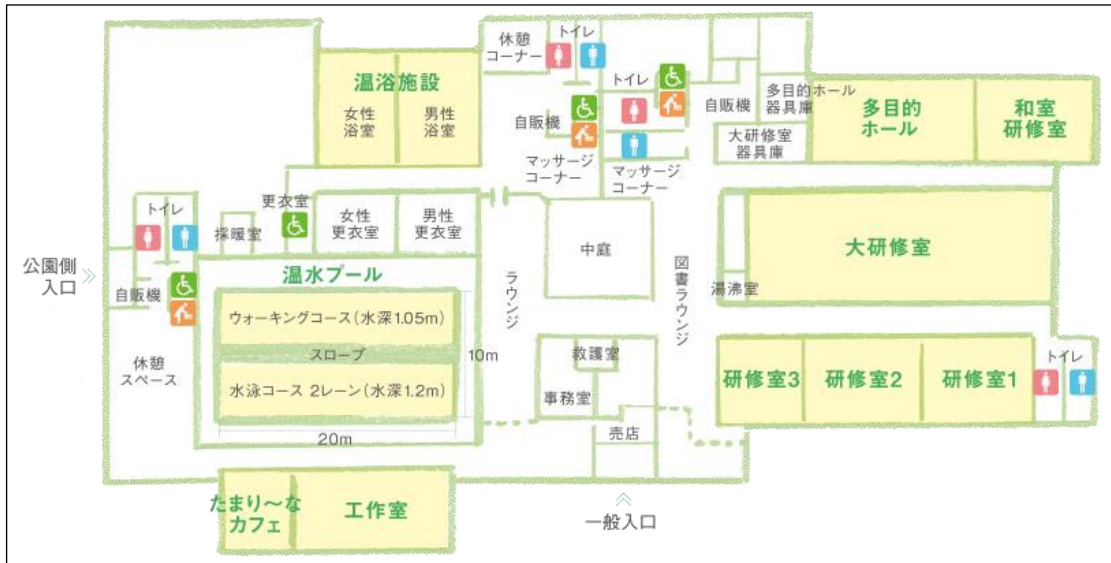 休憩
コーナー
トイレ
温浴施設
女性
浴室
男性
浴室
トイレ
自販機
自販機
多目的ホール
器具庫
大研修室
器具庫
多目的
ホール
和室
研修室
マッサージ
コーナー
マッサージ
コーナー
トイレ
更衣室
採暖室
女性
更衣室
男性
更衣室
中庭
大研修室
湯沸室
公園側
入口
自販機
温水プール
ラウンジ
図書ラウンジ
ウォーキングコース(水深1.05m)
スロープ
10m
水泳コース 2レーン(水深1.2m)
20m
休憩
スペース
救護室
事務室
売店
研修室3
研修室2
研修室1
トイレ
たまり〜な
カフェ
工作室
一般入口